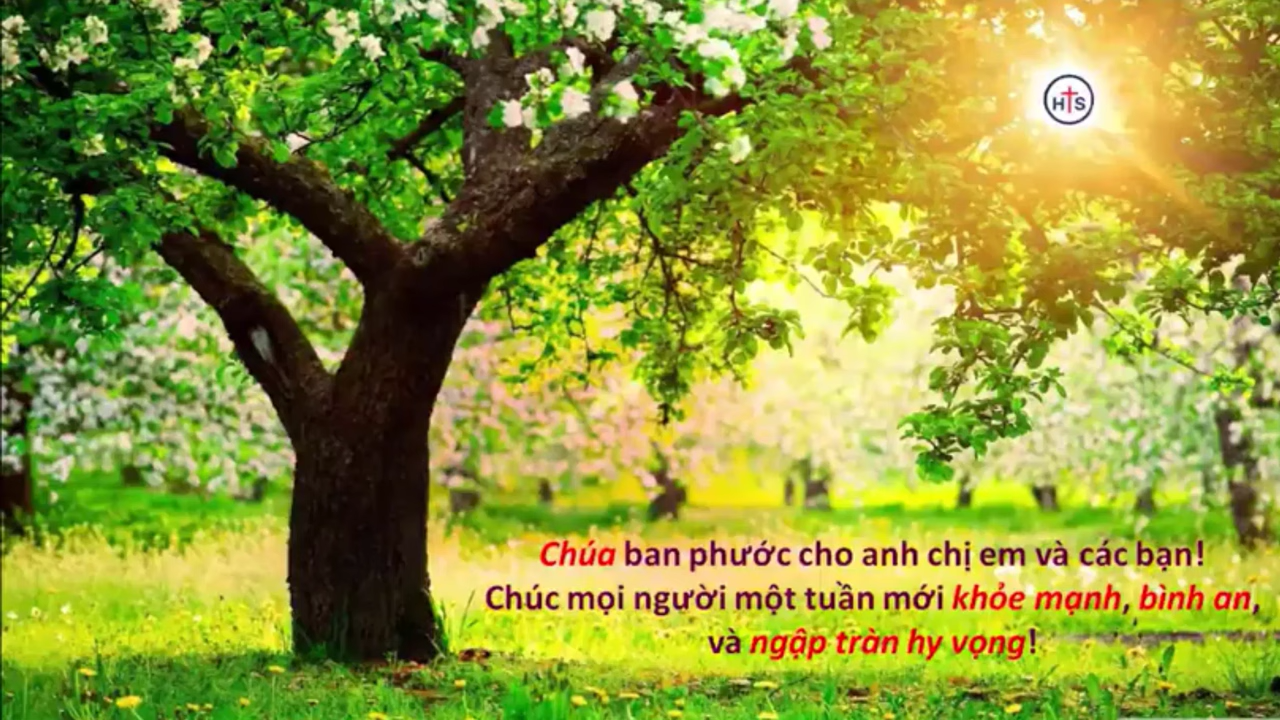 HTS
Chúa ban phước cho anh chị em và các bạn!
Chúc mọi người một tuần mới khỏe mạnh, bình an,
và ngập tràn hy vọng!